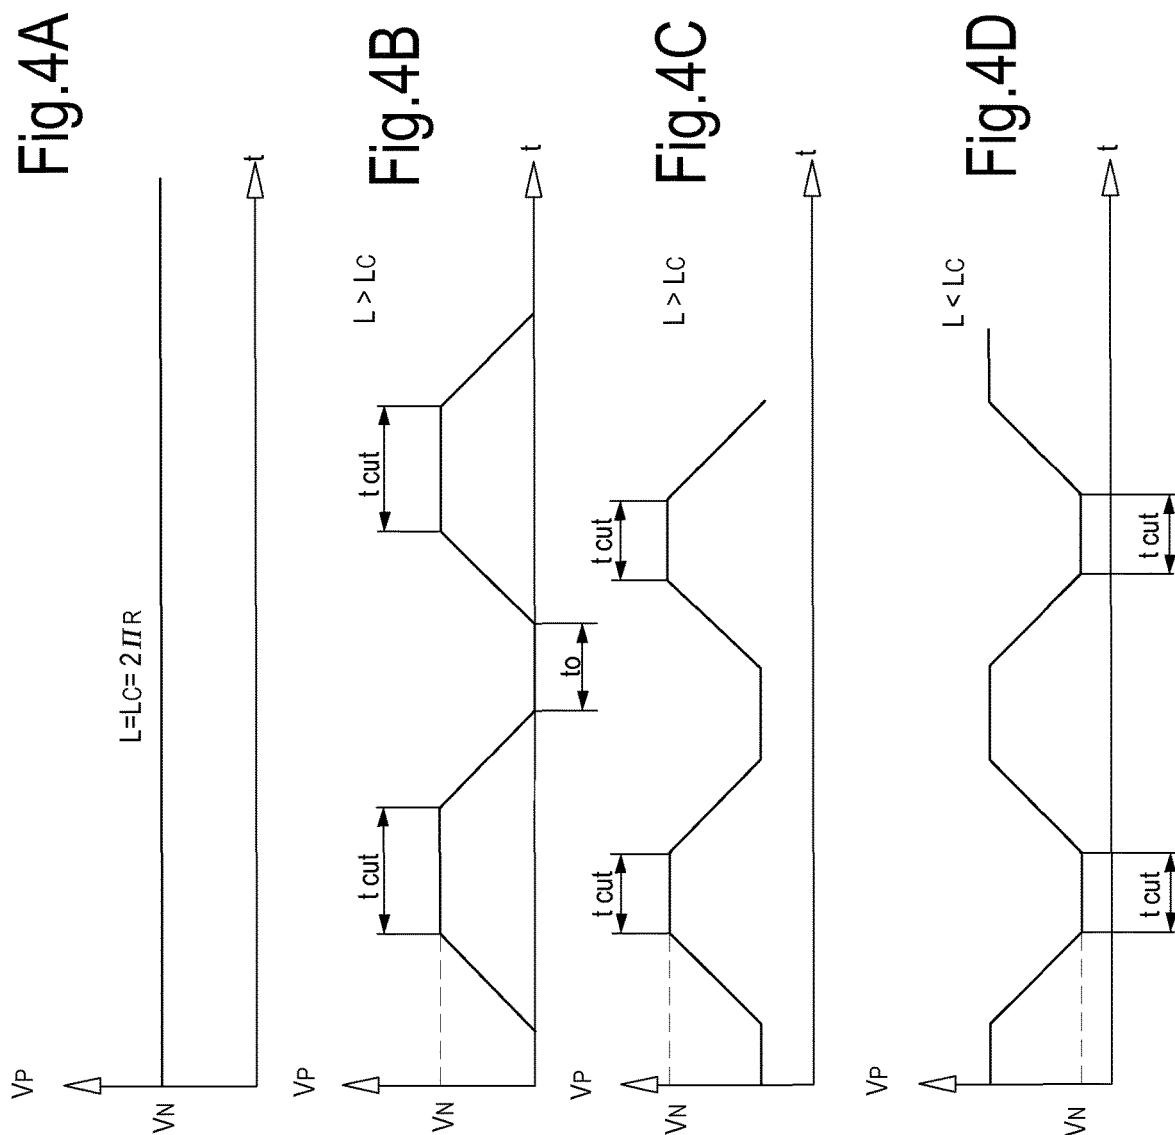 Fig.4A
VP
VN
L=LC= 2πR
t
Fig.4B
VP
VN
t cut
to
t cut
L > LC
t
Fig.4C
VP
VN
t cut
t cut
L > LC
t
Fig.4D
VP
VN
t cut
t cut
L < LC
t